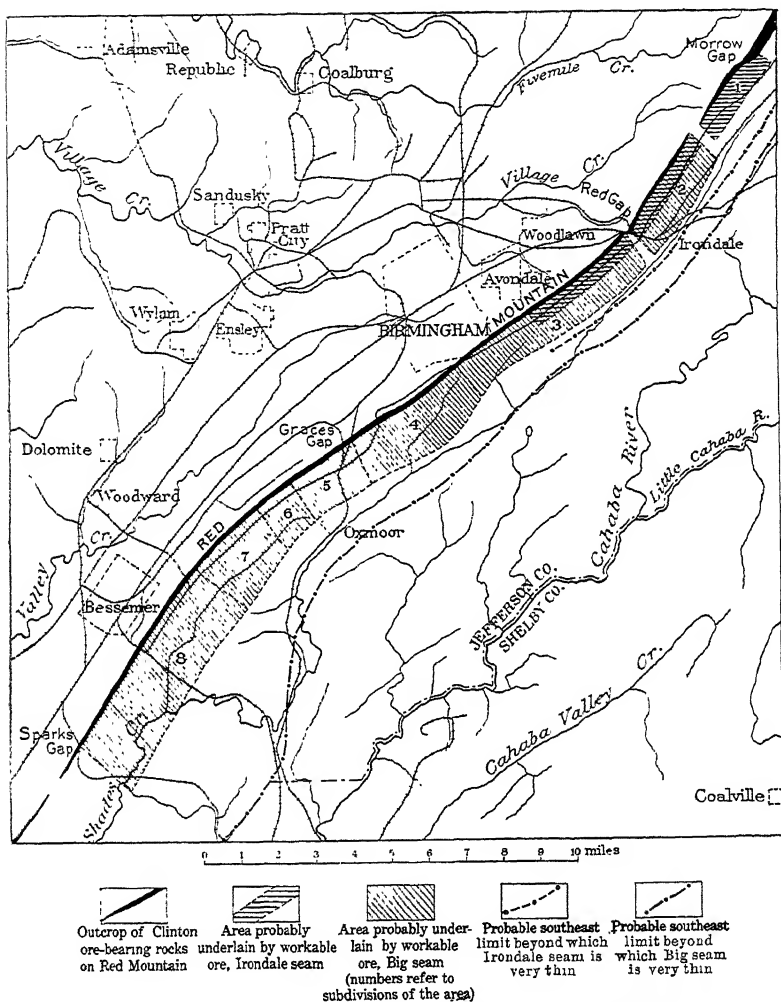 Adamsville
Republic
Coalburg
Morrow
Gap
Fivemile Cr.
1
Village
Cr.
Village Cr.
Red Gap
2
Sandusky
Pratt
City
Woodlawn
Irondale
Avondale
Wylam
Ensley
BIRMINGHAM
RED MOUNTAIN
3
Dolomite
Graces
Gap
4
Cahaba River
Little Cahaba R.
Woodward
5
6
Oxmoor
7
Valley Cr.
Bessemer
JEFFERSON CO.
SHELBY CO.
8
Sparks
Gap
Shades Cr.
Cahaba Valley Cr.
Coalville
0 1 2 3 4 5 6 7 8 9 10 miles
Outcrop of Clinton
ore-bearing rocks
on Red Mountain
Area probably
underlain by workable
ore, Irondale seam
Area probably under-
lain by workable
ore, Big seam
(numbers refer to
subdivisions of the area)
Probable southeast
limit beyond which
Irondale seam is
very thin
Probable southeast
limit beyond
which Big seam
is very thin